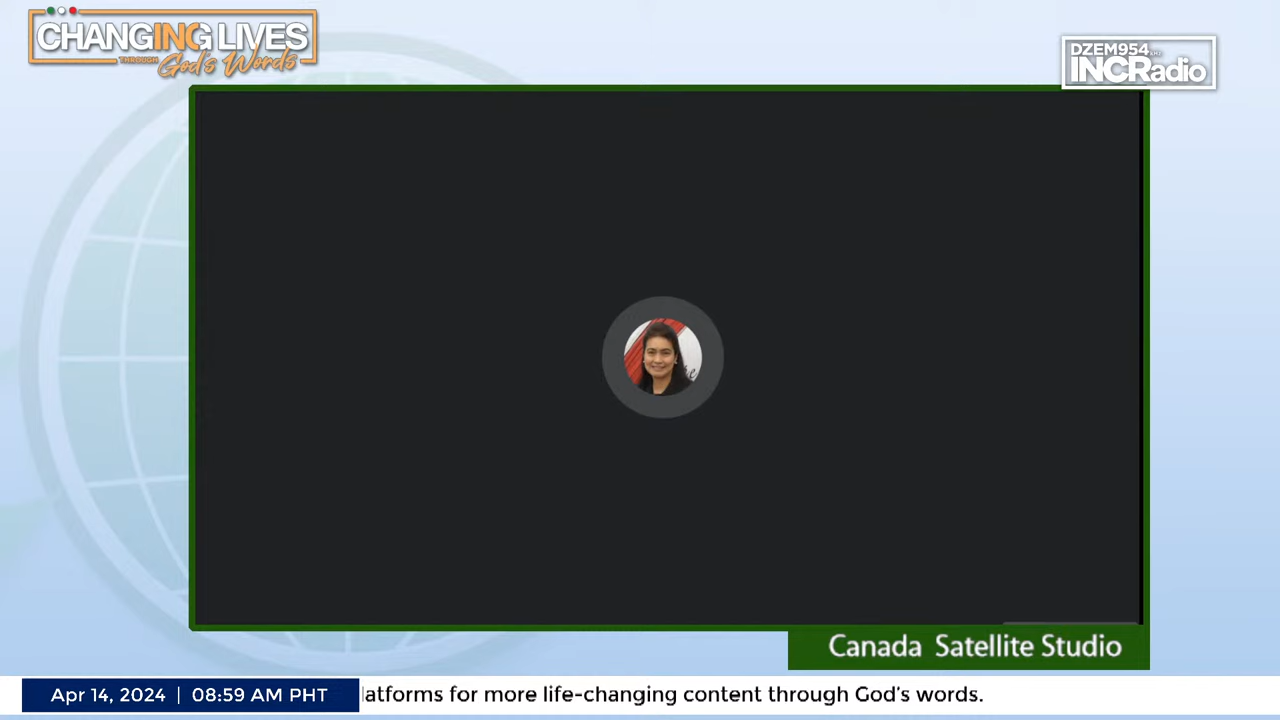 CHANGING LIVES
THROUGH God's Words
DZEM954
INCRadio
Canada Satellite Studio
Apr 14, 2024 | 08:59 AM PHT
latforms for more life-changing content through God's words.